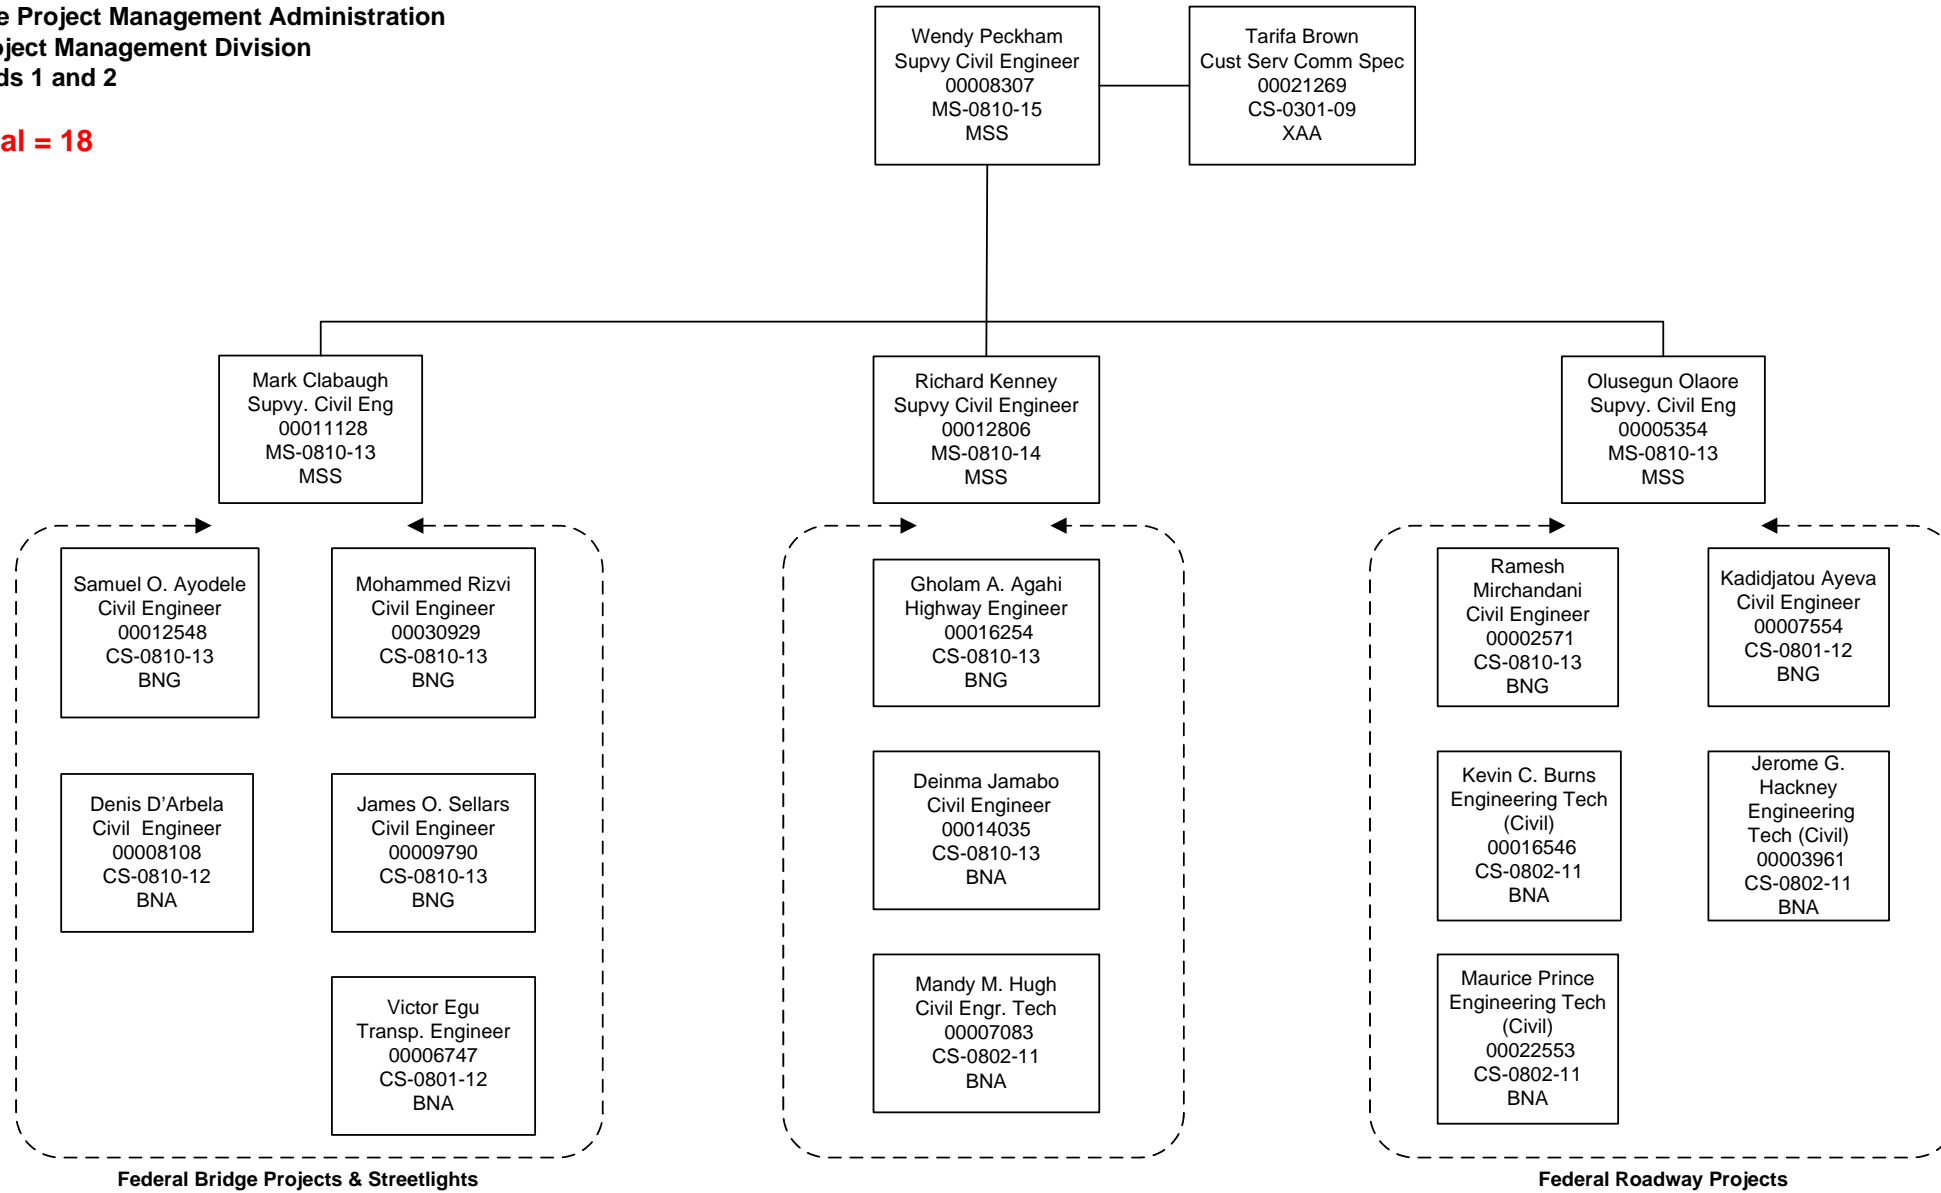 Project Management Administration
Management Division
1 and 2
= 18
Wendy Peckham
Supvy Civil Engineer
00008307
MS-0810-15
MSS
Tarifa Brown
Cust Serv Comm Spec
00021269
CS-0301-09
XAA
Mark Clabaugh
Supvy. Civil Eng
00011128
MS-0810-13
MSS
Richard Kenney
Supvy Civil Engineer
00012806
MS-0810-14
MSS
Olusegun Olaore
Supvy. Civil Eng
00005354
MS-0810-13
MSS
Samuel O. Ayodele
Civil Engineer
00012548
CS-0810-13
BNG
Mohammed Rizvi
Civil Engineer
00030929
CS-0810-13
BNG
Denis D’Arbela
Civil Engineer
00008108
CS-0810-12
BNA
James O. Sellars
Civil Engineer
00009790
CS-0810-13
BNG
Victor Egu
Transp. Engineer
00006747
CS-0801-12
BNA
Federal Bridge Projects & Streetlights
Gholam A. Agahi
Highway Engineer
00016254
CS-0810-13
BNG
Deinma Jamabo
Civil Engineer
00014035
CS-0810-13
BNA
Mandy M. Hugh
Civil Engr. Tech
00007083
CS-0802-11
BNA
Ramesh
Mirchandani
Civil Engineer
00002571
CS-0810-13
BNG
Kadidjatou Ayeva
Civil Engineer
00007554
CS-0801-12
BNG
Kevin C. Burns
Engineering Tech
(Civil)
00016546
CS-0802-11
BNA
Jerome G.
Hackney
Engineering
Tech (Civil)
00003961
CS-0802-11
BNA
Maurice Prince
Engineering Tech
(Civil)
00022553
CS-0802-11
BNA
Federal Roadway Projects